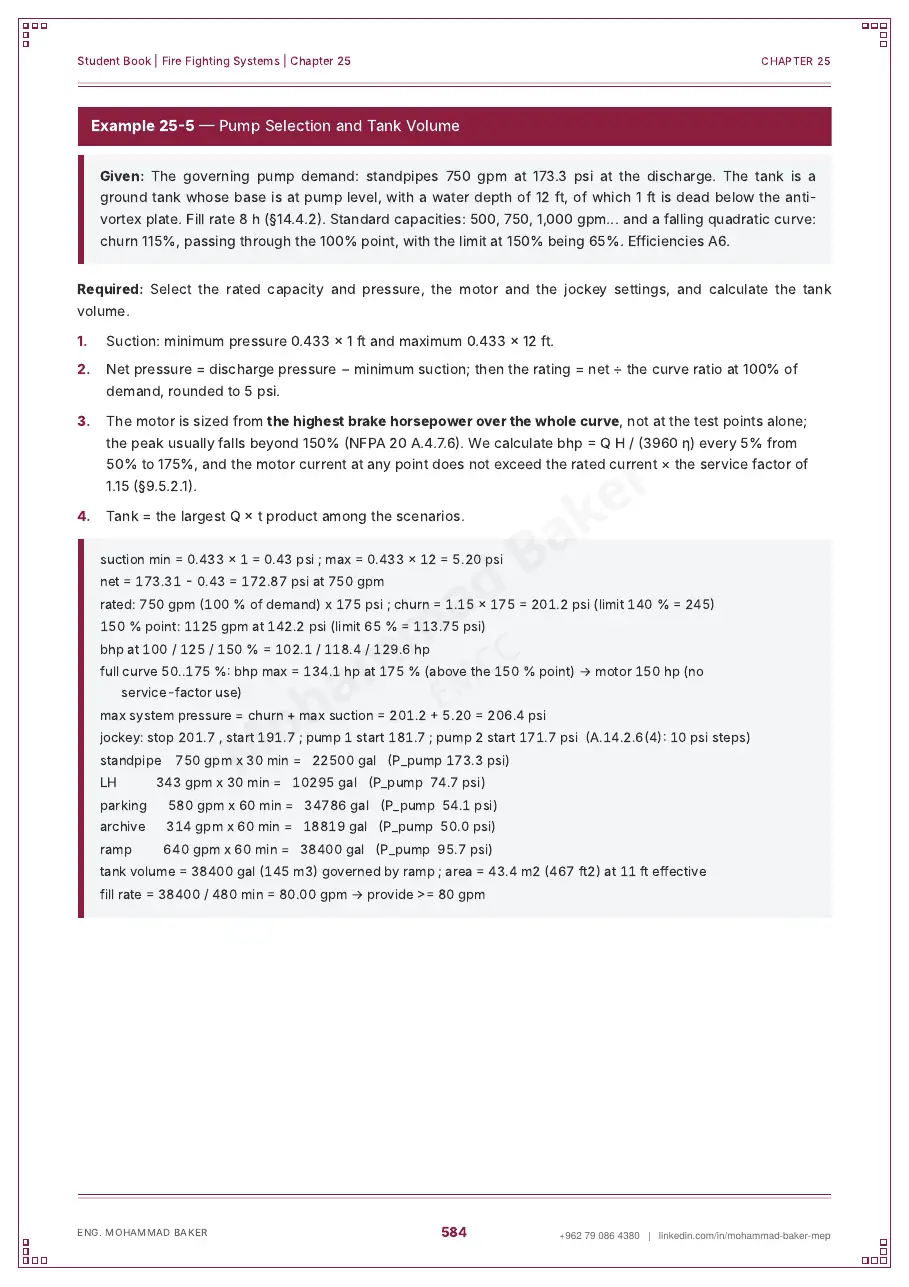 Student Book | Fire Fighting Systems | Chapter 25
CHAPTER 25
Example 25-5 — Pump Selection and Tank Volume
Given: The governing pump demand: standpipes 750 gpm at 173.3 psi at the discharge. The tank is a
ground tank whose base is at pump level, with a water depth of 12 ft, of which 1 ft is dead below the anti-
vortex plate. Fill rate 8 h (§14.4.2). Standard capacities: 500, 750, 1,000 gpm... and a falling quadratic curve:
churn 115%, passing through the 100% point, with the limit at 150% being 65%. Efficiencies A6.
Required: Select the rated capacity and pressure, the motor and the jockey settings, and calculate the tank
volume.
1. Suction: minimum pressure 0.433 × 1 ft and maximum 0.433 × 12 ft.
2. Net pressure = discharge pressure − minimum suction; then the rating = net ÷ the curve ratio at 100% of
demand, rounded to 5 psi.
3. The motor is sized from the highest brake horsepower over the whole curve, not at the test points alone;
the peak usually falls beyond 150% (NFPA 20 A.4.7.6). We calculate bhp = Q H / (3960 η) every 5% from
50% to 175%, and the motor current at any point does not exceed the rated current × the service factor of
1.15 (§9.5.2.1).
4. Tank = the largest Q × t product among the scenarios.
suction min = 0.433 × 1 = 0.43 psi ; max = 0.433 × 12 = 5.20 psi
net = 173.31 - 0.43 = 172.87 psi at 750 gpm
rated: 750 gpm (100 % of demand) x 175 psi ; churn = 1.15 × 175 = 201.2 psi (limit 140 % = 245)
150 % point: 1125 gpm at 142.2 psi (limit 65 % = 113.75 psi)
bhp at 100 / 125 / 150 % = 102.1 / 118.4 / 129.6 hp
full curve 50..175 %: bhp max = 134.1 hp at 175 % (above the 150 % point) → motor 150 hp (no
service-factor use)
max system pressure = churn + max suction = 201.2 + 5.20 = 206.4 psi
jockey: stop 201.7 , start 191.7 ; pump 1 start 181.7 ; pump 2 start 171.7 psi (A.14.2.6(4): 10 psi steps)
standpipe 750 gpm x 30 min = 22500 gal (P_pump 173.3 psi)
LH 343 gpm x 30 min = 10295 gal (P_pump 74.7 psi)
parking 580 gpm x 60 min = 34786 gal (P_pump 54.1 psi)
archive 314 gpm x 60 min = 18819 gal (P_pump 50.0 psi)
ramp 640 gpm x 60 min = 38400 gal (P_pump 95.7 psi)
tank volume = 38400 gal (145 m3) governed by ramp ; area = 43.4 m2 (467 ft2) at 11 ft effective
fill rate = 38400 / 480 min = 80.00 gpm → provide >= 80 gpm
Mohammad Baker
ENG. MOHAMMAD BAKER
584
+962 79 086 4380 | linkedin.com/in/mohammad-baker-mep